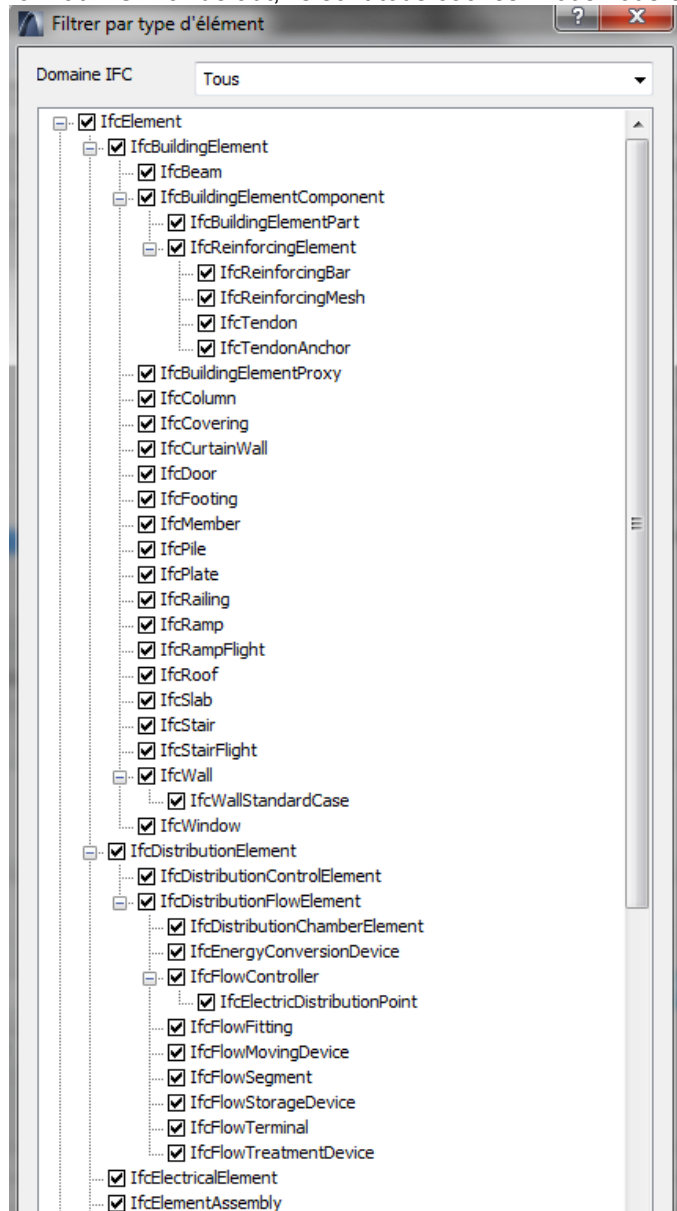 Filtrer par type d'élément
Domaine IFC Tous
IfcElement
IfcBuildingElement
IfcBeam
IfcBuildingElementComponent
IfcBuildingElementPart
IfcReinforcingElement
IfcReinforcingBar
IfcReinforcingMesh
IfcTendon
IfcTendonAnchor
IfcBuildingElementProxy
IfcColumn
IfcCovering
IfcCurtainWall
IfcDoor
IfcFooting
IfcMember
IfcPile
IfcPlate
IfcRailing
IfcRamp
IfcRampFlight
IfcRoof
IfcSlab
IfcStair
IfcStairFlight
IfcWall
IfcWallStandardCase
IfcWindow
IfcDistributionElement
IfcDistributionControlElement
IfcDistributionFlowElement
IfcDistributionChamberElement
IfcEnergyConversionDevice
IfcFlowController
IfcElectricDistributionPoint
IfcFlowFitting
IfcFlowMovingDevice
IfcFlowSegment
IfcFlowStorageDevice
IfcFlowTerminal
IfcFlowTreatmentDevice
IfcElectricalElement
IfcElementAssembly